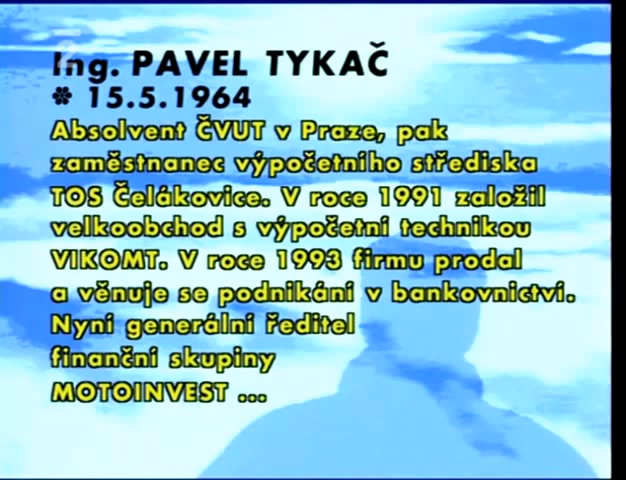 Ing. PAVEL TYKAČ
* 15.5.1964
Absolvent ČVUT v Praze, pak
zaměstnanec výpočetního střediska
TOS Čelákovice. V roce 1991 založil
velkoobchod s výpočetní technikou
VIKOMT. V roce 1993 firmu prodal
a věnuje se podnikání v bankovnictví.
Nyní generální ředitel
finanční skupiny
MOTOINVEST ...